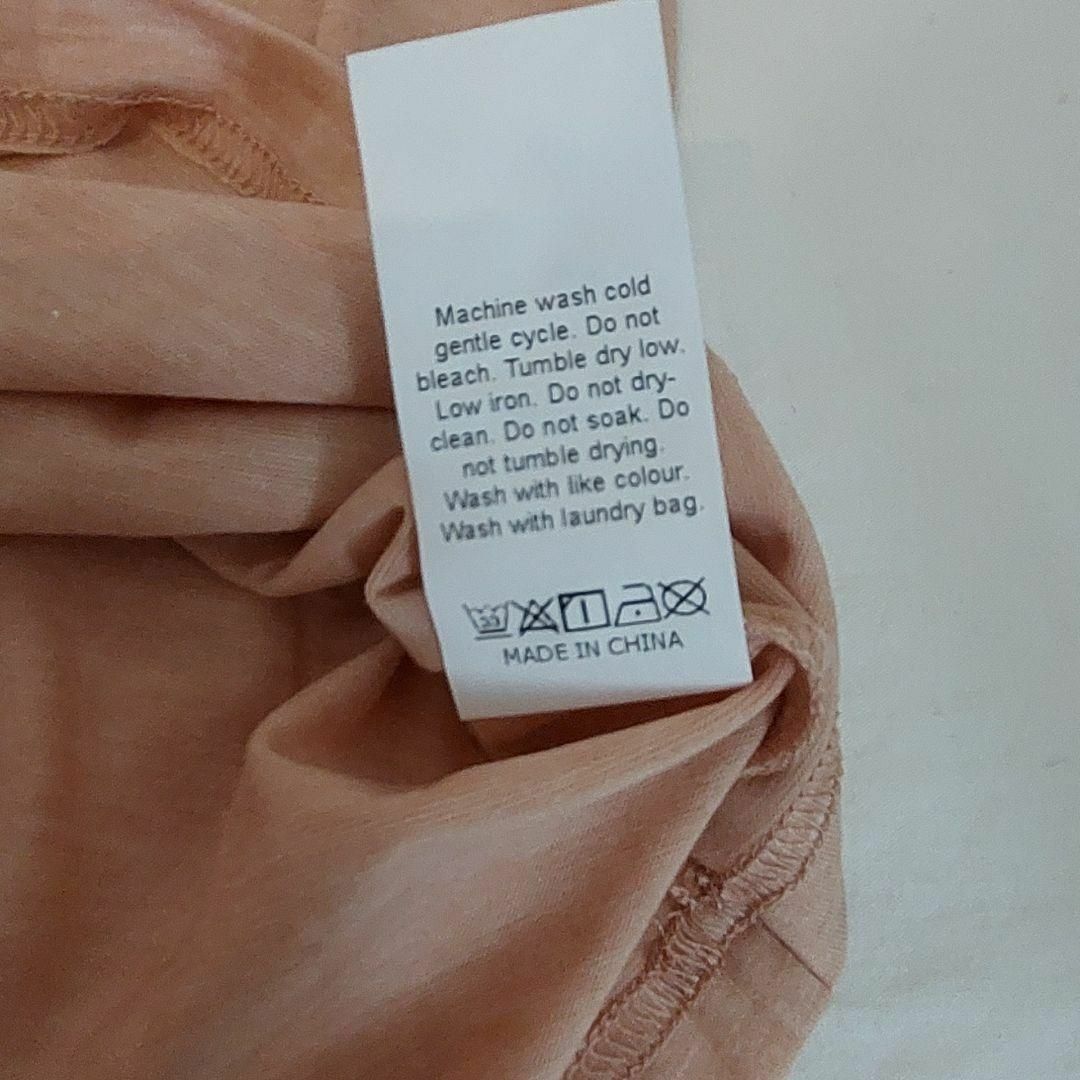 Machine wash cold
gentle cycle. Do not
bleach. Tumble dry low.
Low iron. Do not dry-
clean. Do not soak. Do
not tumble drying.
Wash with like colour.
Wash with laundry bag.
MADE IN CHINA